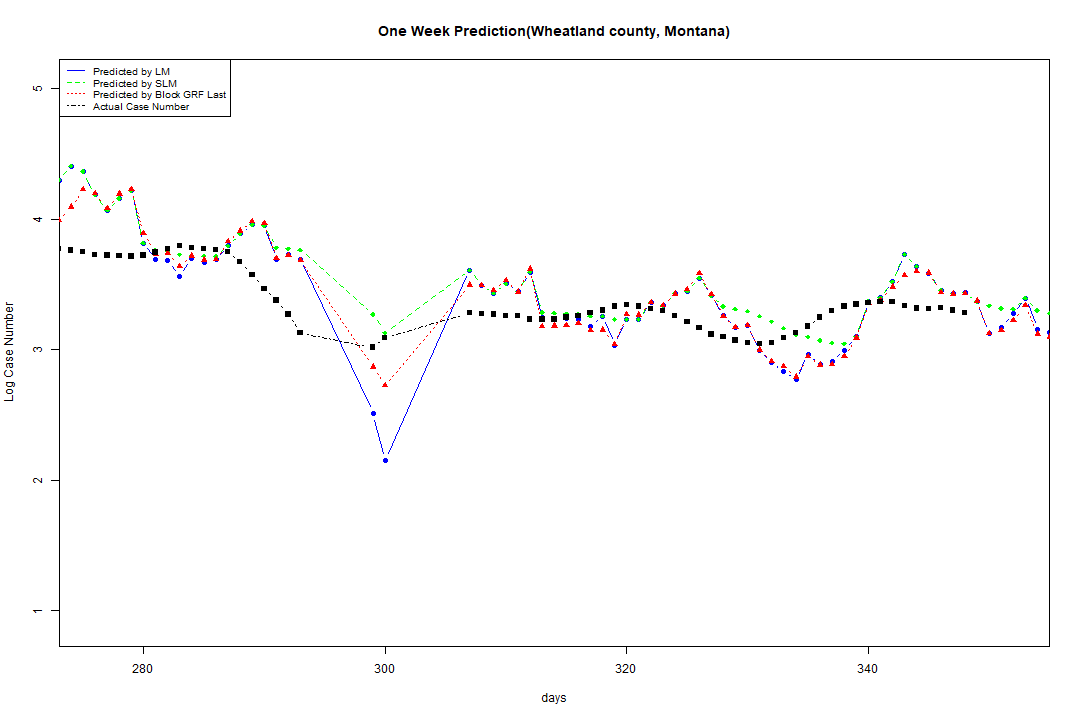 One Week Prediction(Wheatland county, Montana)
Predicted by LM
Predicted by SLM
Predicted by Block GRF Last
Actual Case Number
5
4
3
2
1
Log Case Number
280 300 320 340
days